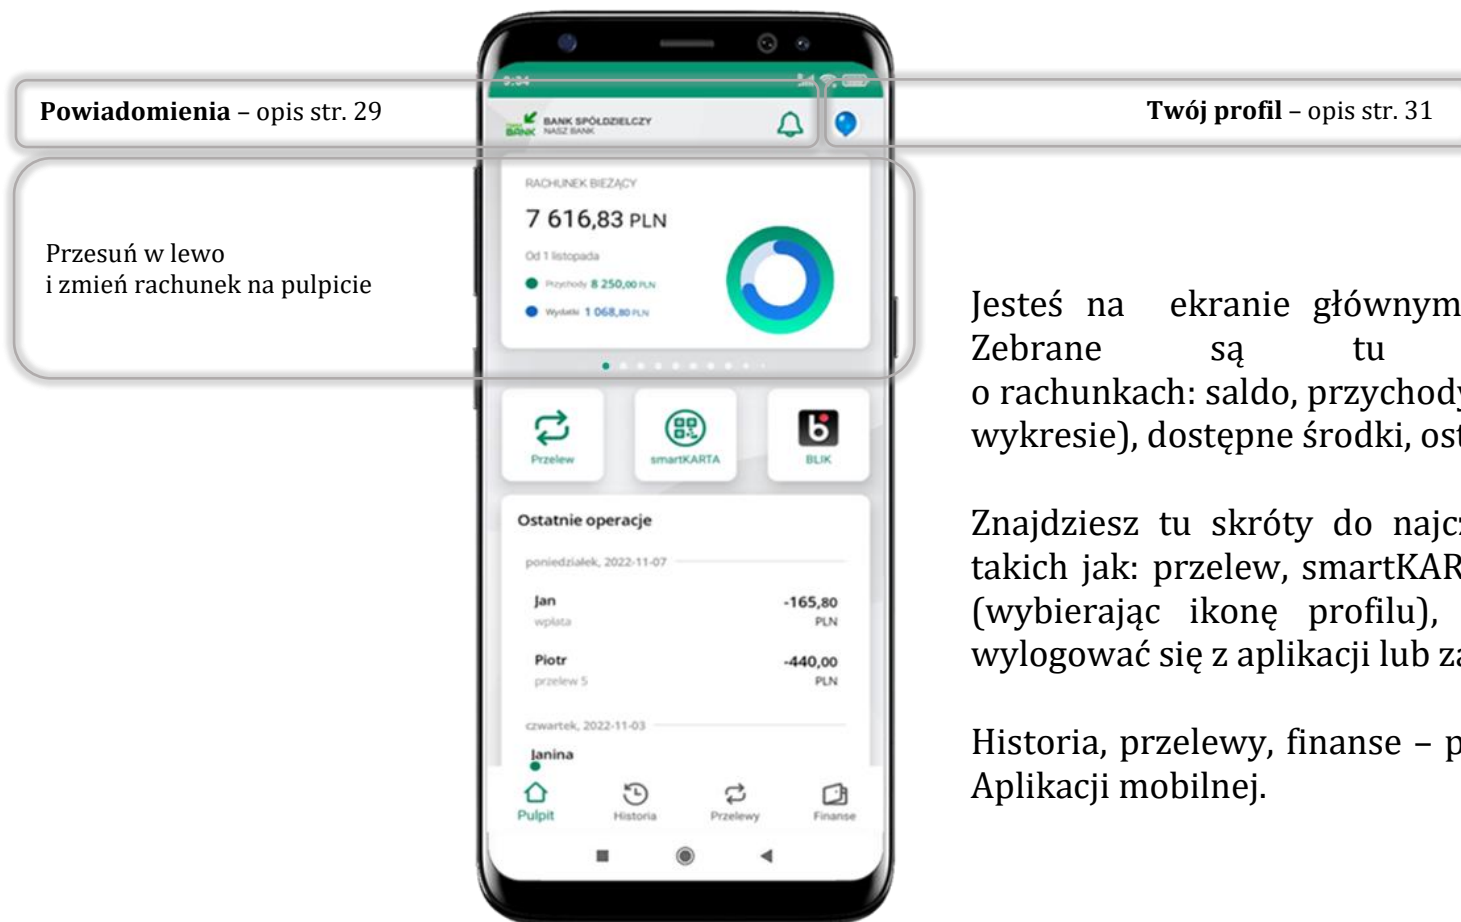 9:04
Powiadomienia – opis str. 29
Twój profil – opis str. 31
BANK SPÓŁDZIELCZY
BANK NASZ BANK
Przesuń w lewo
i zmień rachunek na pulpicie
RACHUNEK BIEŻĄCY
7 616,83 PLN
Od 1 listopada
Przychody 8 250,00 PLN
Wydatki 1 068,80 PLN
Przelew
smartKARTA
BLIK
Ostatnie operacje
poniedziałek, 2022-11-07
Jan -165,80
wpłata PLN
Piotr -440,00
przelew 5 PLN
czwartek, 2022-11-03
Janina
Pulpit Historia Przelewy Finanse
Jesteś na ekranie głównym
Zebrane są tu
o rachunkach: saldo, przychody
wykresie), dostępne środki, ost
Znajdziesz tu skróty do najcz
takich jak: przelew, smartKAR
(wybierając ikonę profilu),
wylogować się z aplikacji lub za
Historia, przelewy, finanse – p
Aplikacji mobilnej.